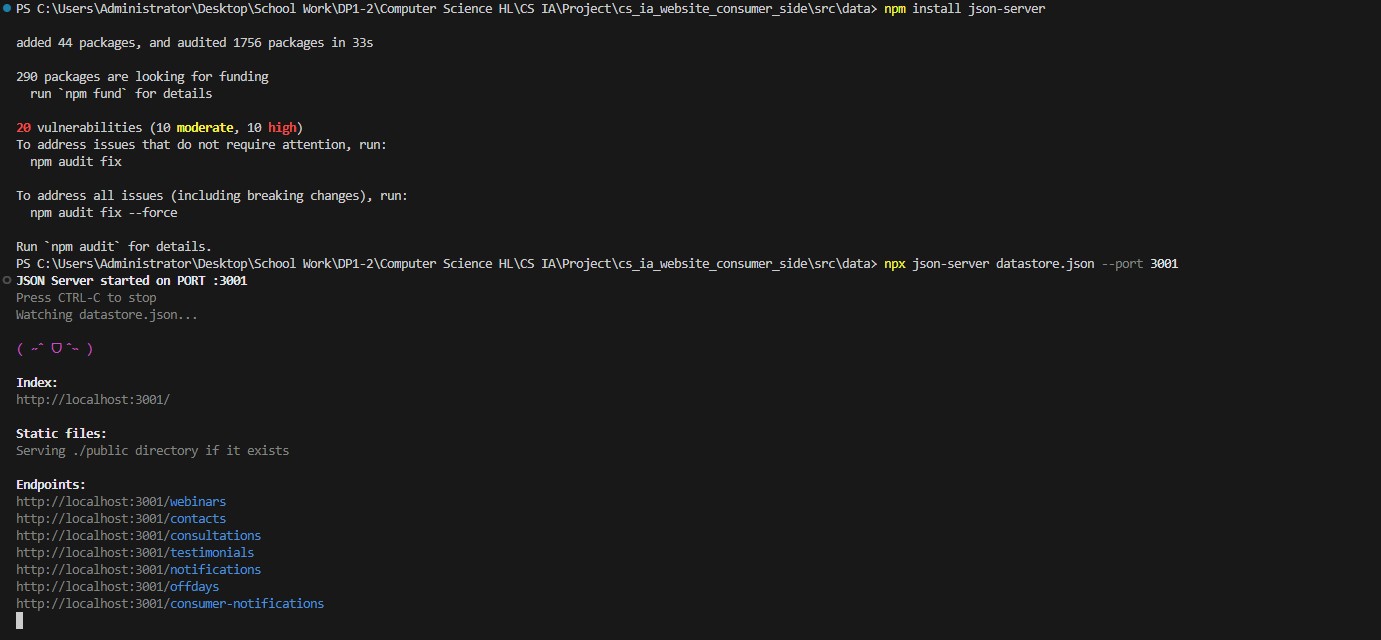 PS C:\Users\Administrator\Desktop\School Work\DP1-2\Computer Science HL\CS IA\Project\cs_ia_website_consumer_side\src\data> npm install json-server
added 44 packages, and audited 1756 packages in 33s
290 packages are looking for funding
  run `npm fund` for details
20 vulnerabilities (10 moderate, 10 high)
To address issues that do not require attention, run:
  npm audit fix
To address all issues (including breaking changes), run:
  npm audit fix --force
Run `npm audit` for details.
PS C:\Users\Administrator\Desktop\School Work\DP1-2\Computer Science HL\CS IA\Project\cs_ia_website_consumer_side\src\data> npx json-server datastore.json --port 3001
JSON Server started on PORT :3001
Press CTRL-C to stop
Watching datastore.json...
( ˶ˆ ᗜ ˆ˵ )
Index:
http://localhost:3001/
Static files:
Serving ./public directory if it exists
Endpoints:
http://localhost:3001/webinars
http://localhost:3001/contacts
http://localhost:3001/consultations
http://localhost:3001/testimonials
http://localhost:3001/notifications
http://localhost:3001/offdays
http://localhost:3001/consumer-notifications